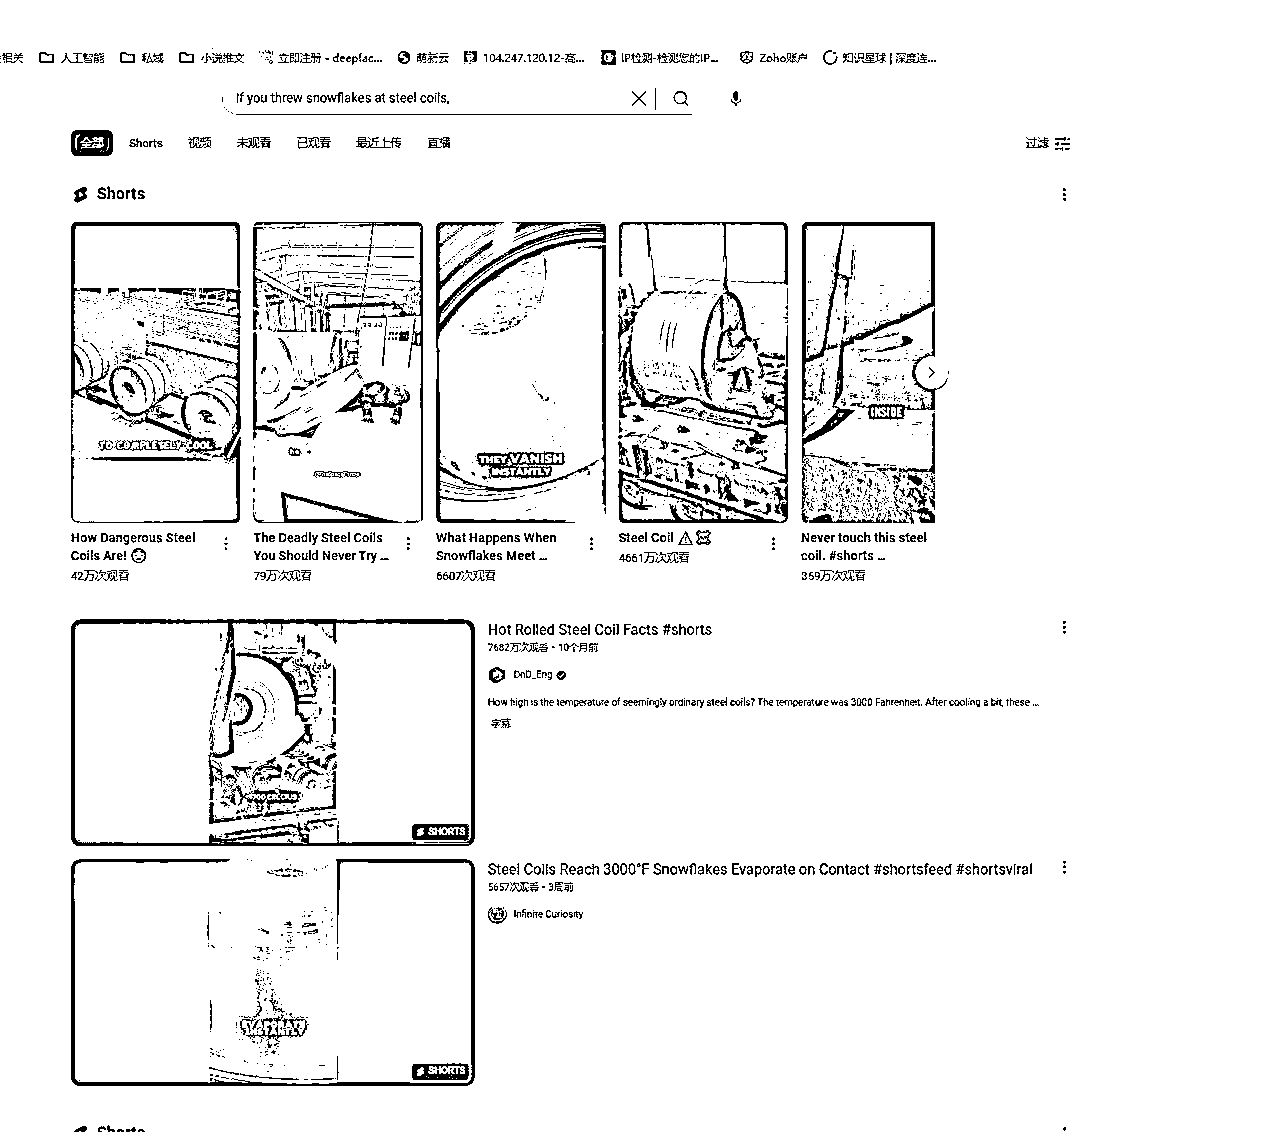 相关 人工智能 私域 小说推文 立即注册 - deepfac... 萌新云 104.247.120.12-高... IP检测-检测您的IP... Zoho账户 知识星球 | 深度连...
If you threw snowflakes at steel coils,
全部 Shorts 视频 未观看 已观看 最近上传 直播 过滤
Shorts
TO COMPLETELY COOL
THEY VANISH
INSTANTLY
INSIDE
How Dangerous Steel Coils Are!
42万次观看
The Deadly Steel Coils You Should Never Try ...
79万次观看
What Happens When Snowflakes Meet ...
6607次观看
Steel Coil
4661万次观看
Never touch this steel coil. #shorts ...
369万次观看
Hot Rolled Steel Coil Facts #shorts
7682万次观看 · 10个月前
DnD_Eng
How high is the temperature of seemingly ordinary steel coils? The temperature was 3000 Fahrenheit. After cooling a bit, these ...
字幕
SHORTS
Steel Coils Reach 3000°F Snowflakes Evaporate on Contact #shortsfeed #shortsviral
5657次观看 · 3周前
Infinite Curiosity
INSTANTLY
SHORTS
Shorts